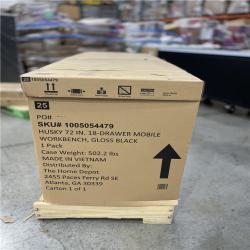 25
PO#
SKU# 1005054479
HUSKY 72 IN. 18-DRAWER MOBILE
WORKBENCH, GLOSS BLACK
1 Pack
Case Weight: 502.2 lbs
MADE IN VIETNAM
Distributed By:
The Home Depot
2455 Paces Ferry Rd SE
Atlanta, GA 30339
Carton 1 of 1